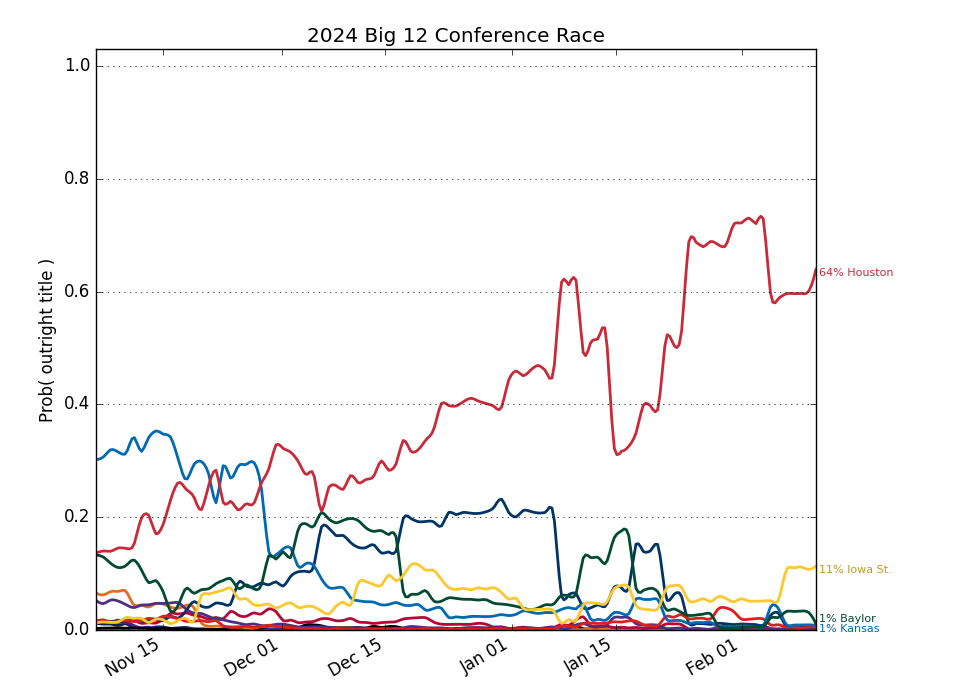 2024 Big 12 Conference Race
Prob( outright title )
1.0
0.8
0.6
0.4
0.2
0.0
64% Houston
11% Iowa St.
1% Baylor
1% Kansas
Nov 15
Dec 01
Dec 15
Jan 01
Jan 15
Feb 01